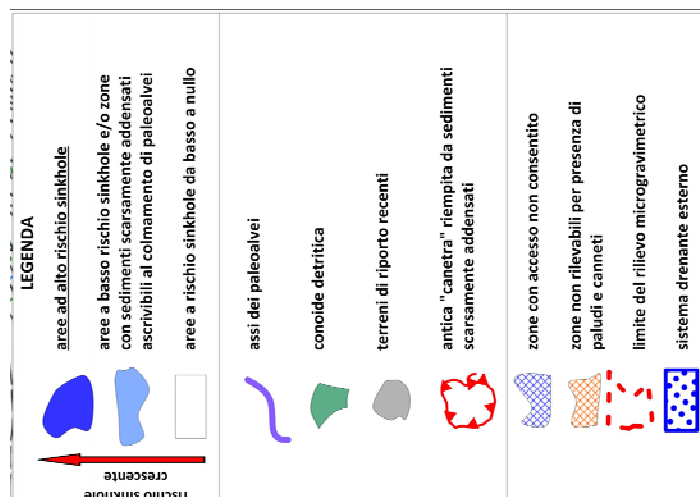 LEGENDA
aree ad alto rischio sinkhole
aree a basso rischio sinkhole e/o zone
con sedimenti scarsamente addensati
ascrivibili al colmamento di paleoalvei
aree a rischio sinkhole da basso a nullo
rischio sinkhole
crescente
assi dei paleoalvei
conoide detritica
terreni di riporto recenti
antica "canetra" riempita da sedimenti
scarsamente addensati
zone con accesso non consentito
zone non rilevabili per presenza di
paludi e canneti
limite del rilievo microgravimetrico
sistema drenante esterno